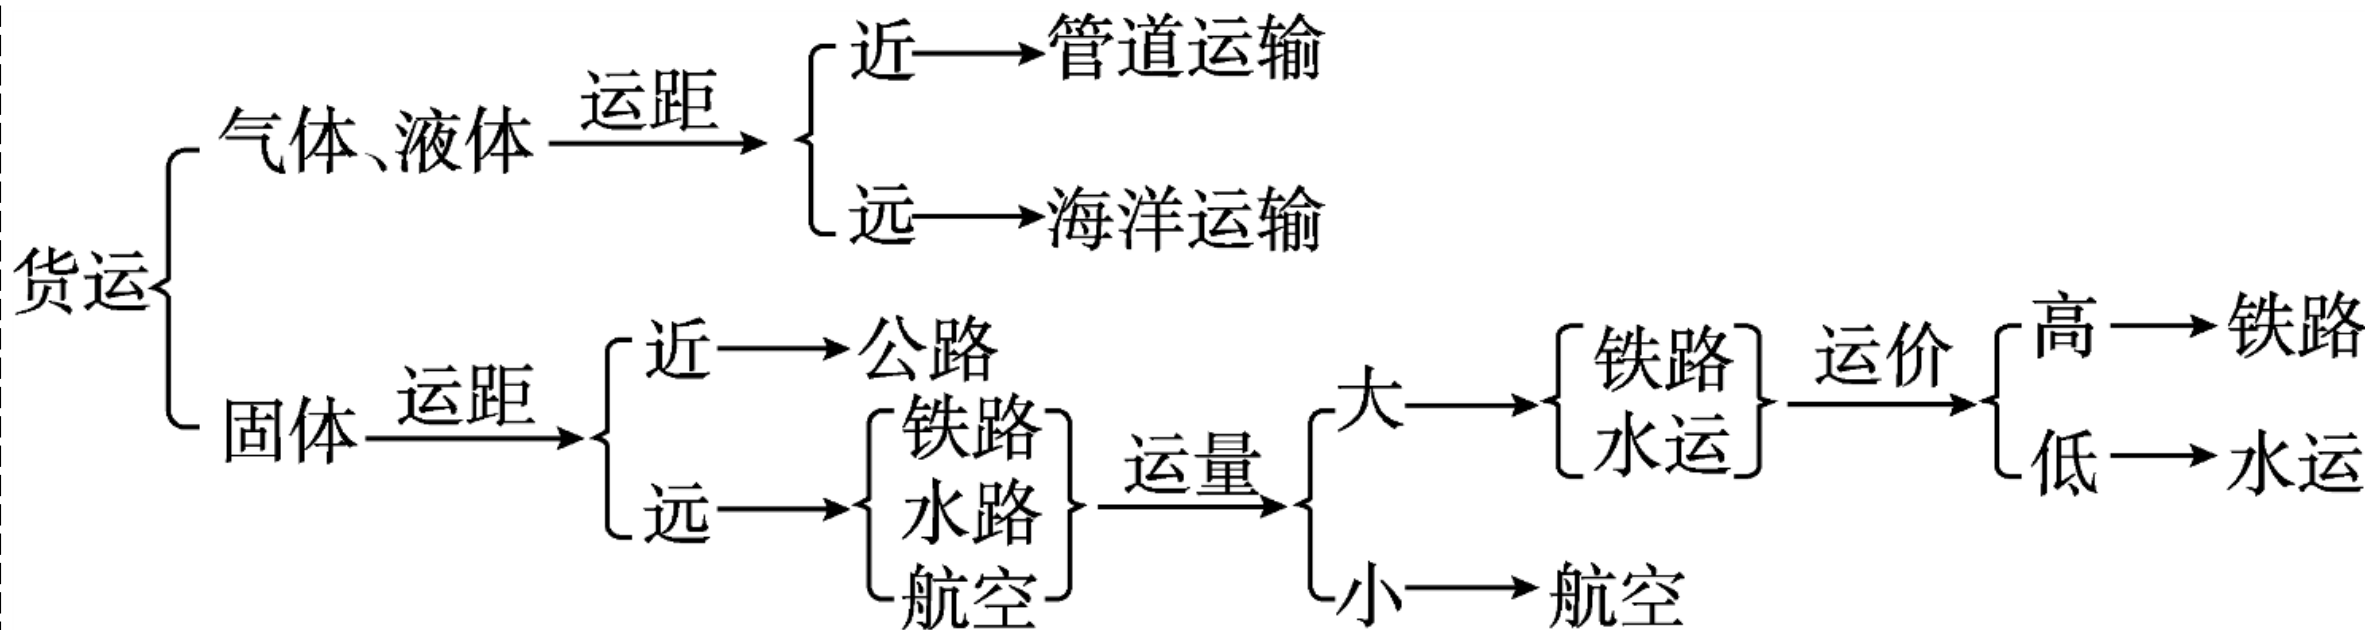 货运
气体、液体
运距
近
管道运输
远
海洋运输
固体
运距
近
公路
远
铁路
水路
航空
运量
大
铁路
水运
运价
高
铁路
低
水运
小
航空